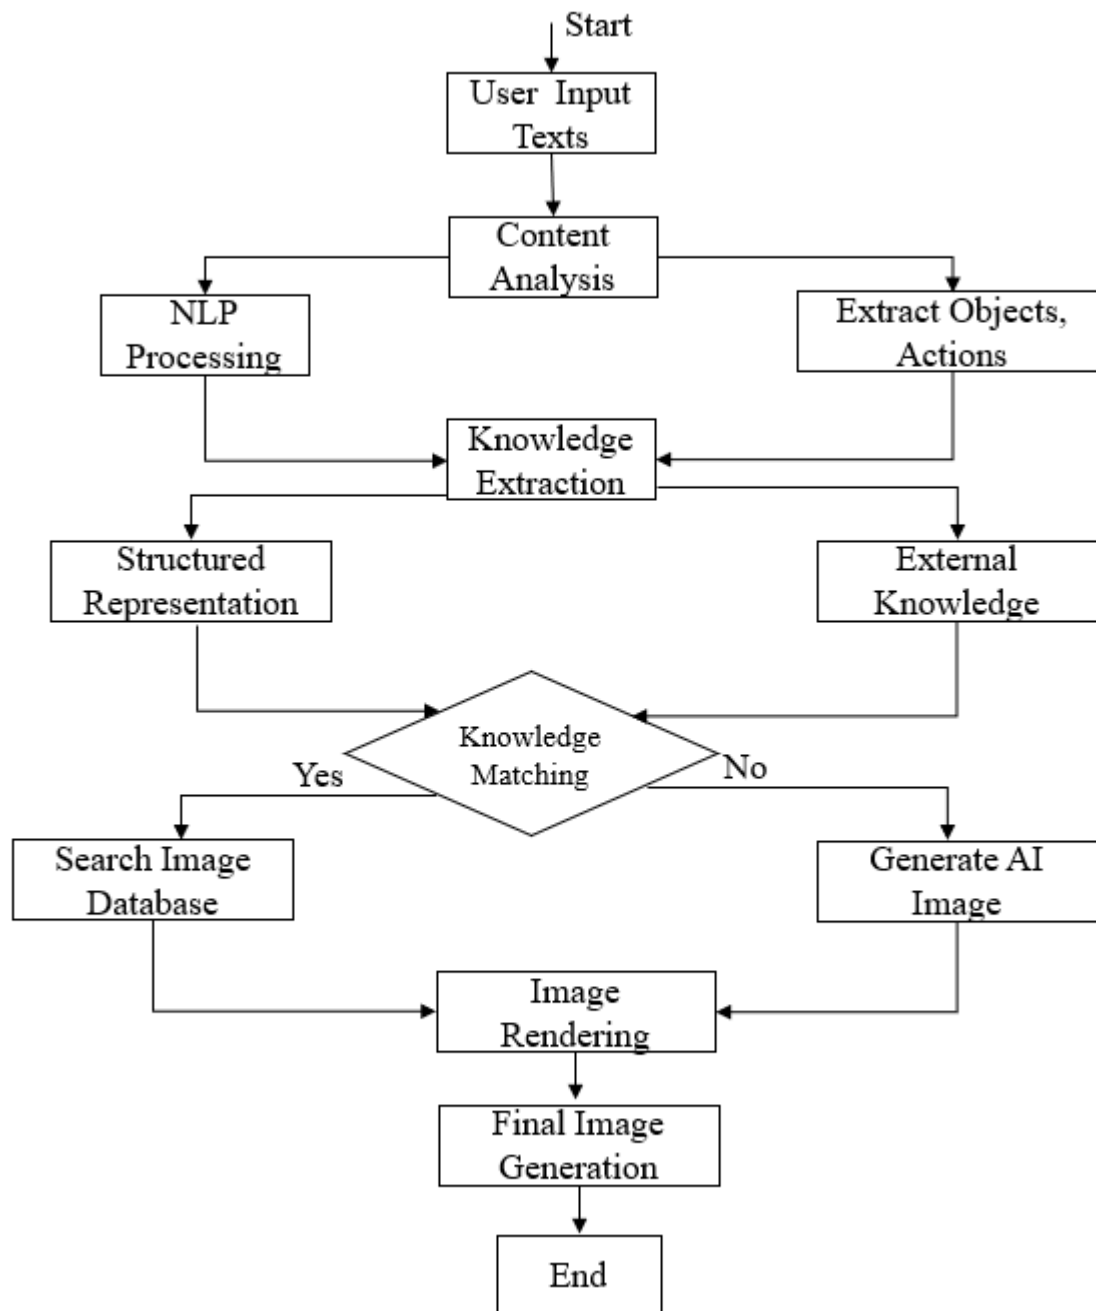 Start
User Input
Texts
Content
Analysis
NLP
Processing
Extract Objects,
Actions
Knowledge
Extraction
Structured
Representation
External
Knowledge
Knowledge
Matching
Yes
No
Search Image
Database
Generate AI
Image
Image
Rendering
Final Image
Generation
End